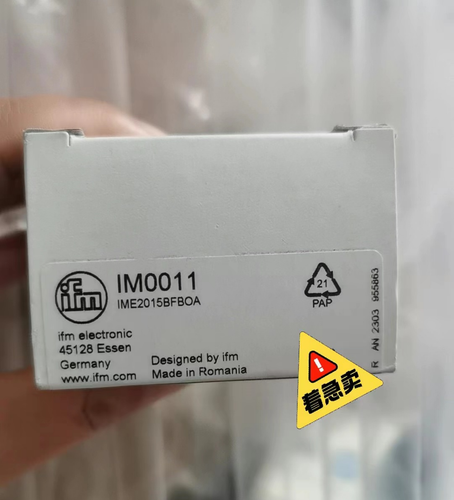 ifm
IM0011
IME2015BFBOA
ifm electronic
45128 Essen
Germany
www.ifm.com
Designed by ifm
Made in Romania
21
PAP
R AN 2303 955863
!
着急卖